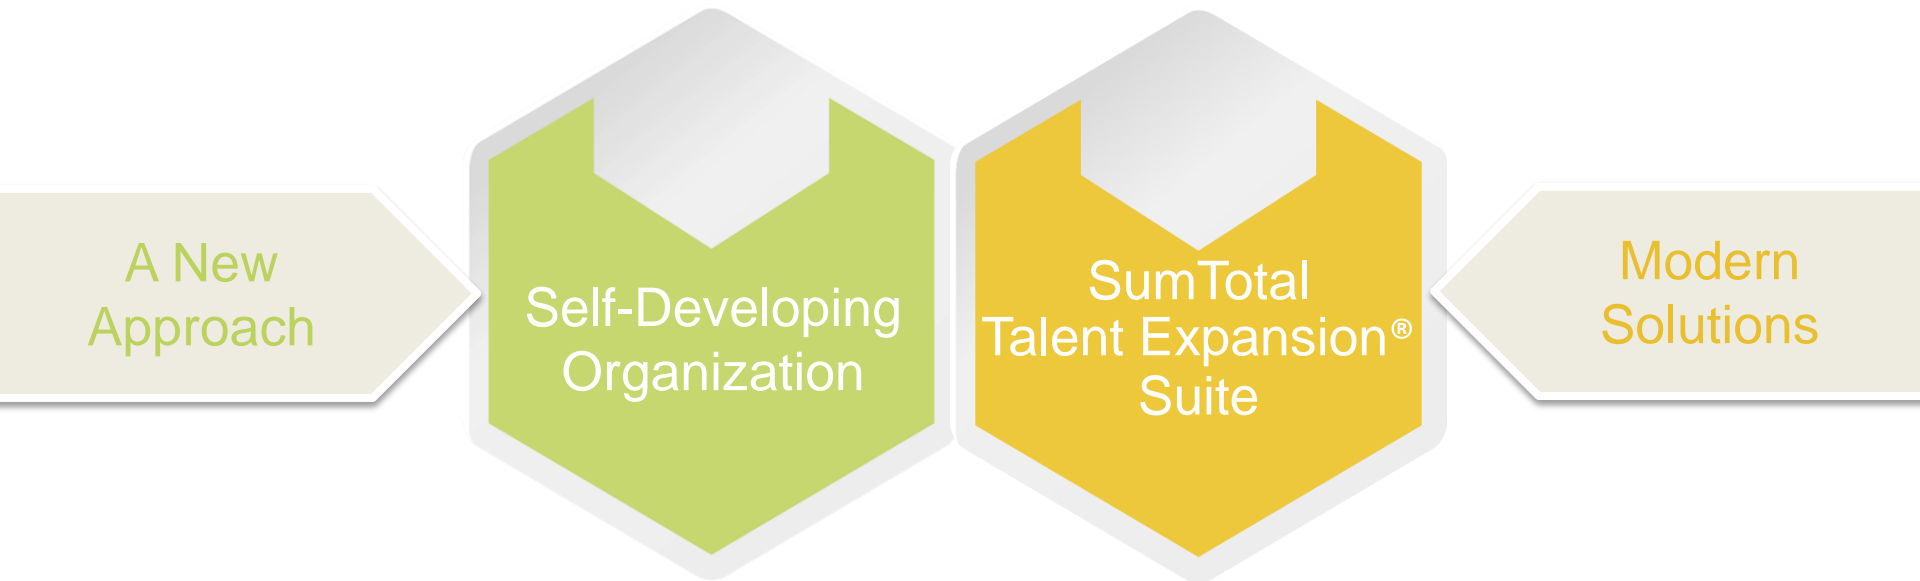 A New
Approach
Self-Developing
Organization
SumTotal
Talent Expansion®
Suite
Modern
Solutions